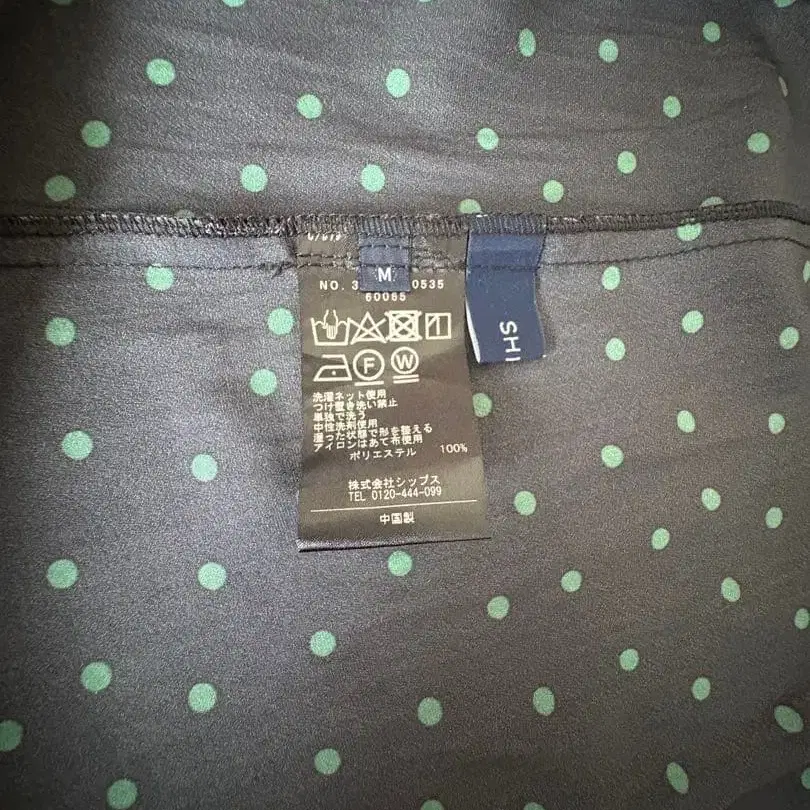 M
NO. 3 0535
60065
洗濯ネット使用
つけ置き洗い禁止
単独で洗う
中性洗剤使用
湿った状態で形を整える
アイロンはあて布使用
ポリエステル 100%
株式会社シップス
TEL 0120-444-099
中国製
F
W
SHI